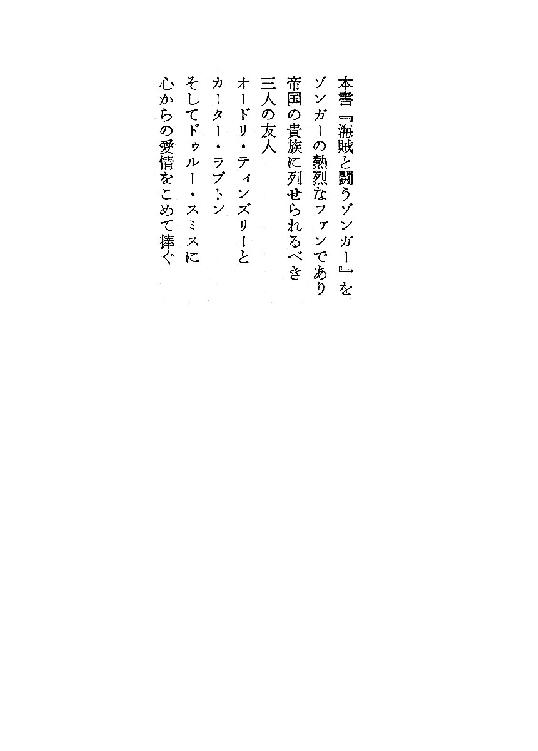 本書『海賊と闘うゾンガー』を
ゾンガーの熱烈なファンであり
帝国の貴族に列せられるべき
三人の友人
オードリ・ティンズリーと
カーター・ラプトン
そしてドゥルー・スミスに
心からの愛情をこめて捧ぐ